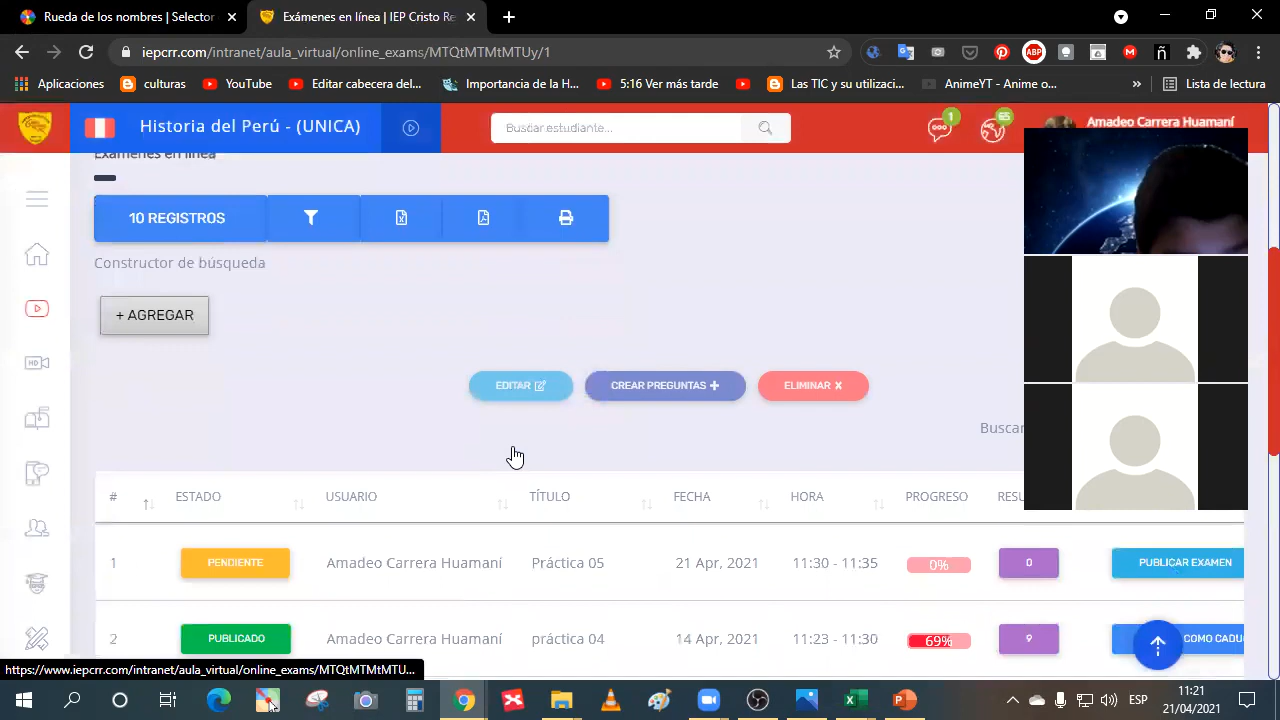 Rueda de los nombres | Selector
Exámenes en línea | IEP Cristo Re
iepcrr.com/intranet/aula_virtual/online_exams/MTQtMTMtMTUy/1
ABP
M
ñ
Aplicaciones
culturas
YouTube
Editar cabecera del...
Importancia de la H...
5:16 Ver más tarde
Las TIC y su utilizaci...
AnimeYT - Anime o...
»
Lista de lectura
Historia del Perú - (UNICA)
Buscar estudiante...
1
65
Amadeo Carrera Huamaní
Exámenes en línea
10 REGISTROS
Constructor de búsqueda
+ AGREGAR
EDITAR
CREAR PREGUNTAS
ELIMINAR
Buscar
# ESTADO USUARIO TÍTULO FECHA HORA PROGRESO RESU
1 PENDIENTE Amadeo Carrera Huamaní Práctica 05 21 Apr, 2021 11:30 - 11:35 0% 0 PUBLICAR EXAMEN
2 PUBLICADO Amadeo Carrera Huamaní práctica 04 14 Apr, 2021 11:23 - 11:30 69% 9 COMO CADUC
https://www.iepcrr.com/intranet/aula_virtual/online_exams/MTQtMTMtMTU...
ESP
11:21
21/04/2021